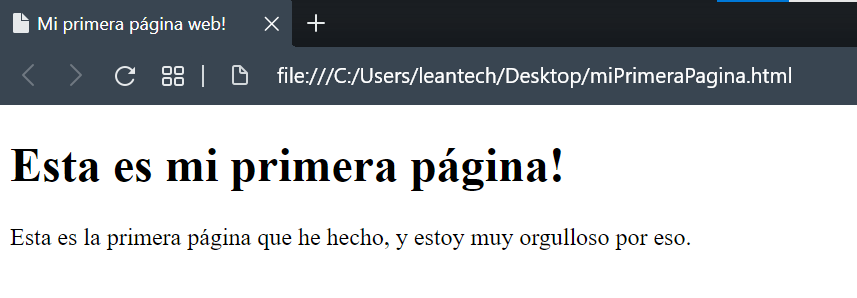 Mi primera página web!
file:///C:/Users/leantech/Desktop/miPrimeraPagina.html
Esta es mi primera página!
Esta es la primera página que he hecho, y estoy muy orgulloso por eso.